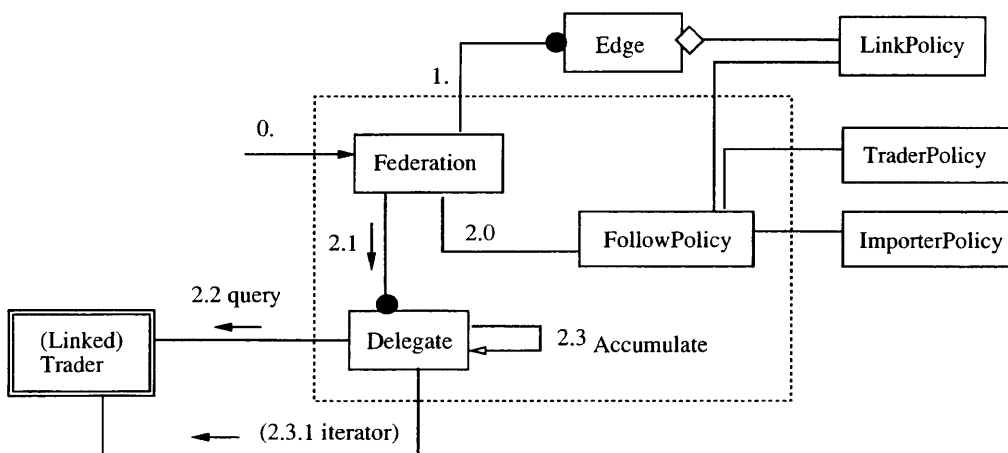 Edge
LinkPolicy
1.
0.
Federation
TraderPolicy
2.1
2.0
FollowPolicy
ImporterPolicy
2.2 query
(Linked)
Trader
Delegate
2.3 Accumulate
(2.3.1 iterator)